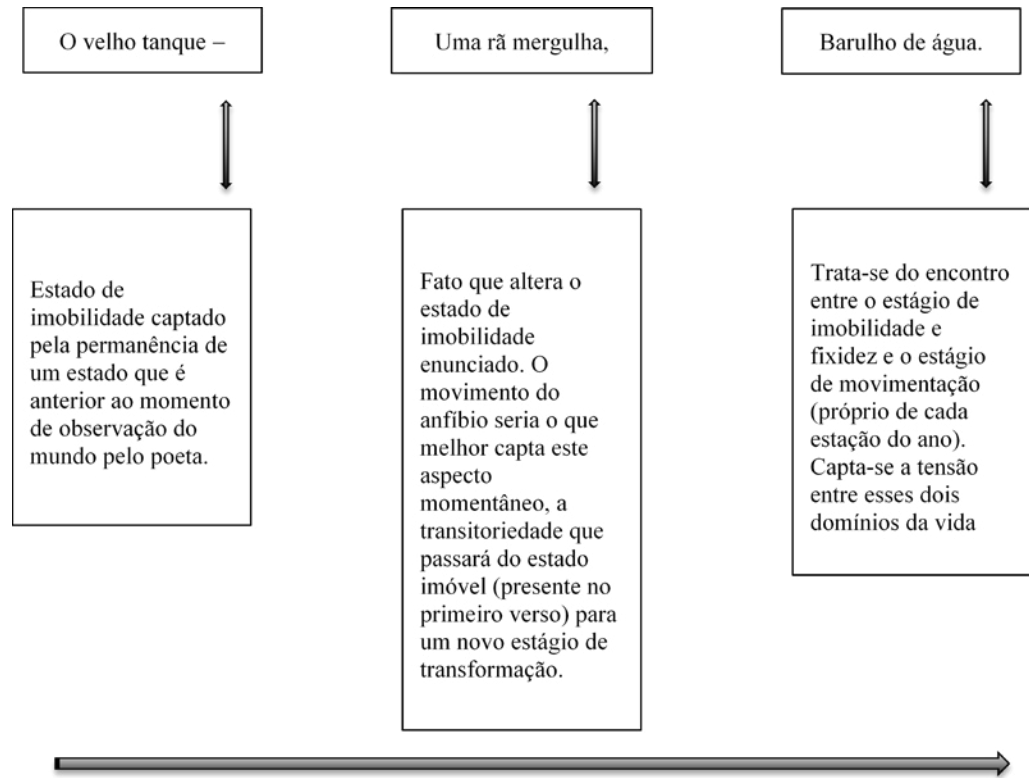 O velho tanque –
Uma rã mergulha,
Barulho de água.
Estado de
imobilidade captado
pela permanência de
um estado que é
anterior ao momento
de observação do
mundo pelo poeta.
Fato que altera o
estado de
imobilidade
enunciado. O
movimento do
anfíbio seria o que
melhor capta este
aspecto
momentâneo, a
transitoriedade que
passará do estado
imóvel (presente no
primeiro verso) para
um novo estágio de
transformação.
Trata-se do encontro
entre o estágio de
imobilidade e
fixidez e o estágio
de movimentação
(próprio de cada
estação do ano).
Capta-se a tensão
entre esses dois
domínios da vida